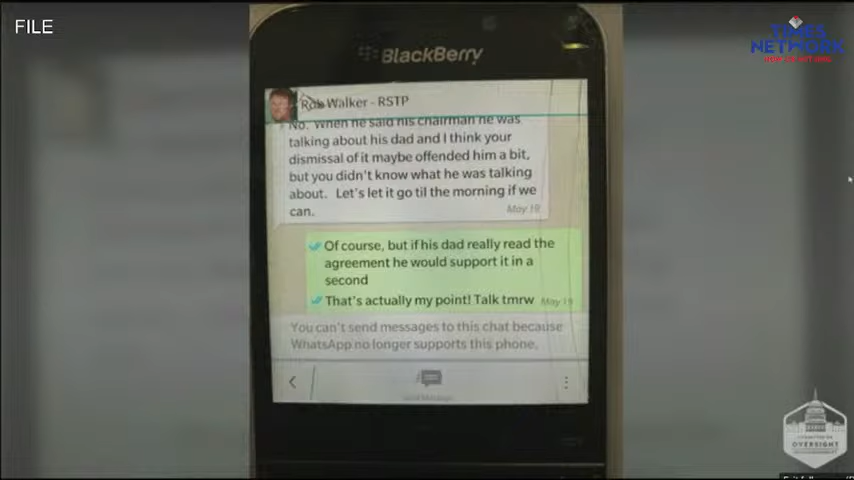 FILE
TIMES
NETWORK
BlackBerry
Rob Walker - RSTP
No. When he said his chairman he was
talking about his dad and I think your
dismissal of it maybe offended him a bit,
but you didn't know what he was talking
about. Let's let it go til the morning if we
can.
May 19
Of course, but if his dad really read the
agreement he would support it in a
second
That's actually my point! Talk tmrw May 19
You can't send messages to this chat because
WhatsApp no longer supports this phone.
COMMITTEE ON
OVERSIGHT